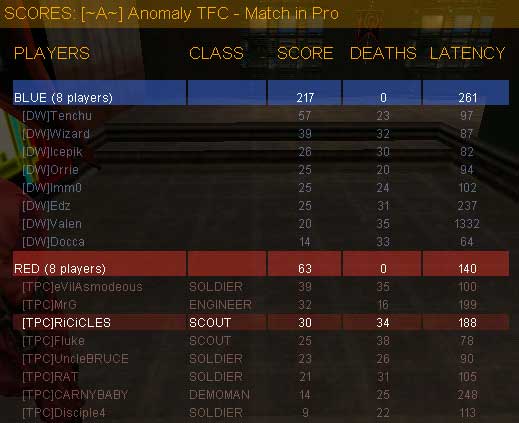 SCORES: [~A~] Anomaly TFC - Match in Pro
PLAYERS CLASS SCORE DEATHS LATENCY
BLUE (8 players) 217 0 261
[DW]Tenchu 57 23 97
[DW]Wizard 39 32 87
[DW]Icepik 26 30 82
[DW]Orrie 25 20 94
[DW]Imm0 25 24 102
[DW]Edz 25 31 237
[DW]Valen 20 35 1332
[DW]Docca 14 33 64
RED (8 players) 63 0 140
[TPC]eVilAsmodeous SOLDIER 39 35 100
[TPC]MrG ENGINEER 32 16 199
[TPC]RiCiCLES SCOUT 30 34 188
[TPC]Fluke SCOUT 25 38 78
[TPC]UncleBRUCE SOLDIER 23 26 90
[TPC]RAT SOLDIER 21 31 105
[TPC]CARNYBABY DEMOMAN 14 25 248
[TPC]Disciple4 SOLDIER 9 22 113